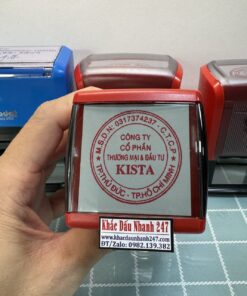 M.S.D.N: 0317374237 - C.T.C.P
CÔNG TY
CỔ PHẦN
THƯƠNG MẠI & ĐẦU TƯ
KISTA
TP.THỦ ĐỨC - TP.HỒ CHÍ MINH
Khắc Dấu Nhanh 247
www.khacdaunhanh247.com
ĐT/Zalo: 0982.139.382